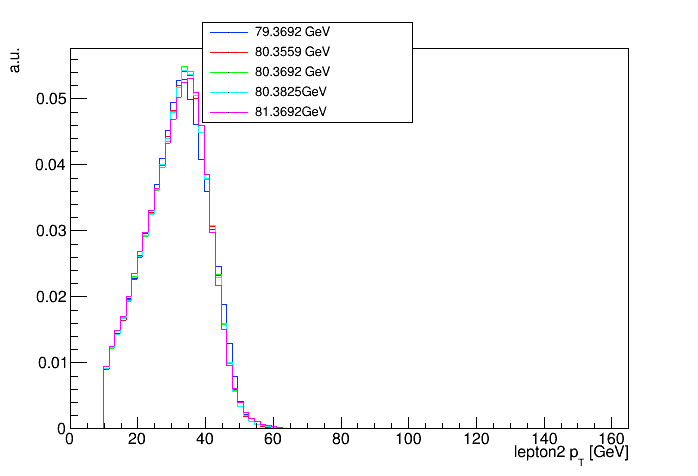 79.3692 GeV
80.3559 GeV
80.3692 GeV
80.3825GeV
81.3692GeV
a.u.
0.05
0.04
0.03
0.02
0.01
0
0 20 40 60 80 100 120 140 160
lepton2 p_T [GeV]